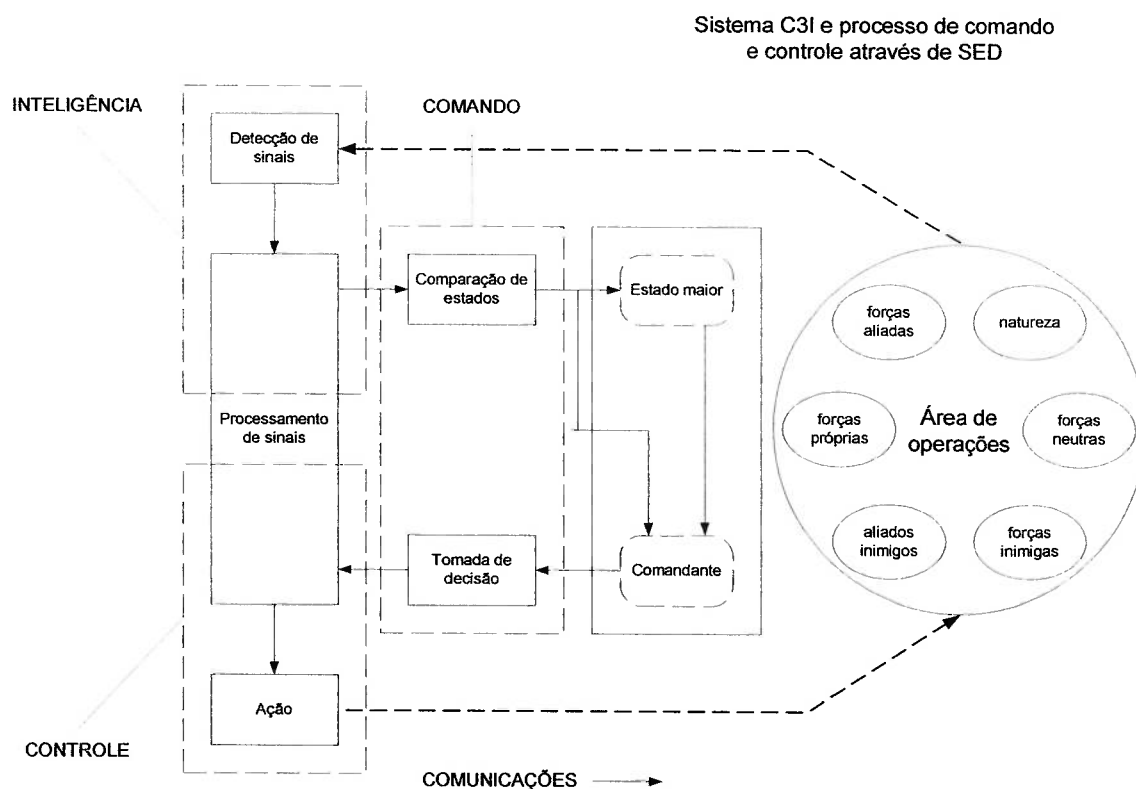 Sistema C3I e processo de comando
e controle através de SED
INTELIGÊNCIA
COMANDO
Detecção de
sinais
Comparação de
estados
Estado maior
forças
aliadas
natureza
Processamento
de sinais
forças
próprias
Área de
operações
forças
neutras
aliados
inimigos
forças
inimigas
Tomada de
decisão
Comandante
Ação
CONTROLE
COMUNICAÇÕES